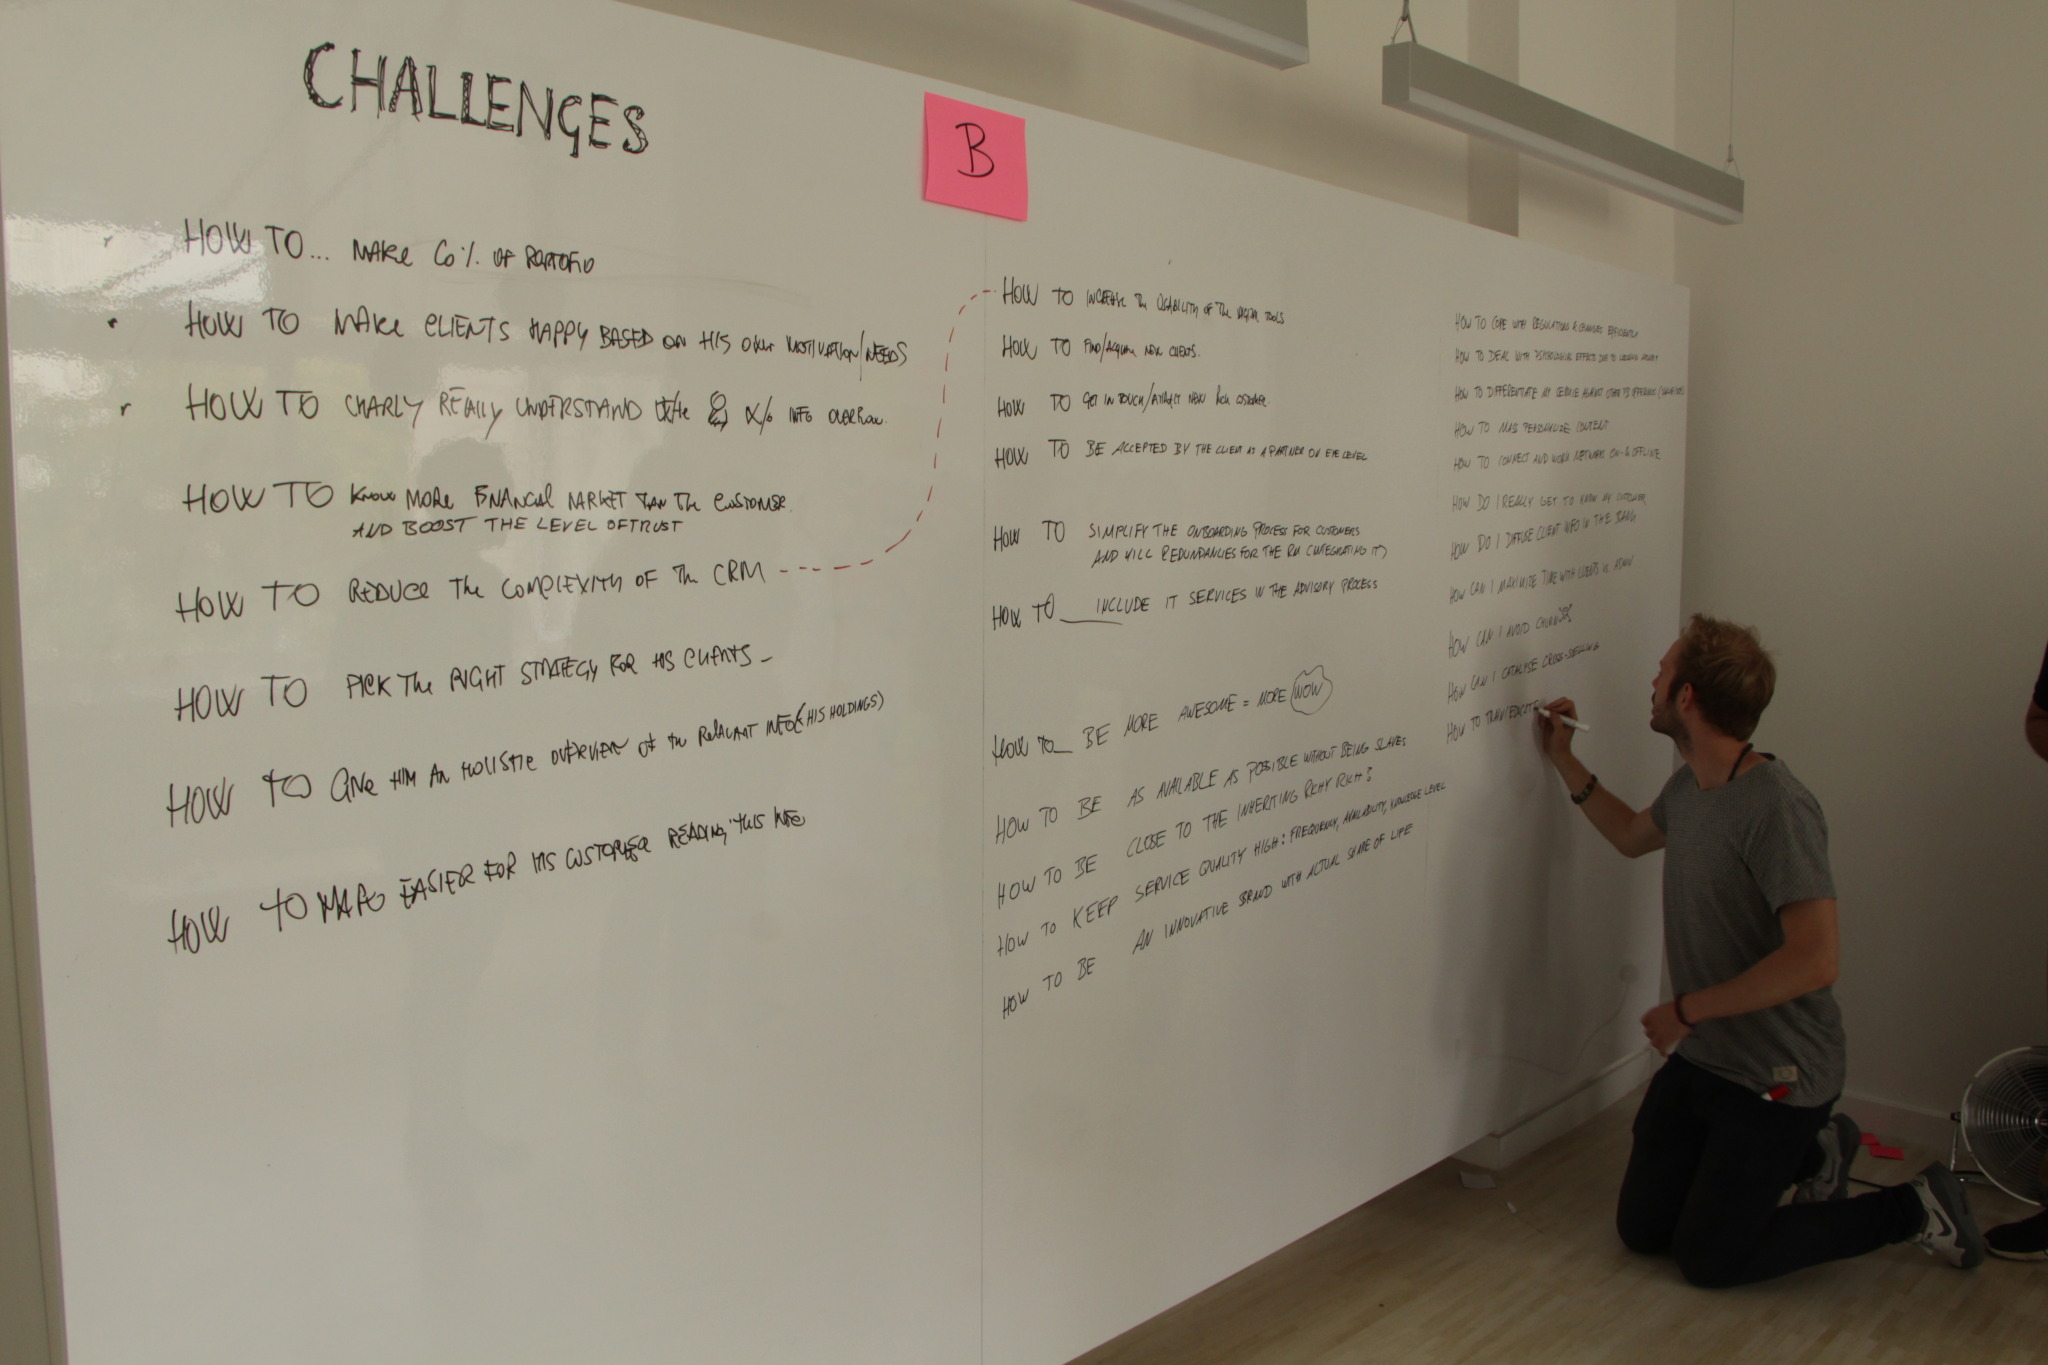 CHALLENGES
B
HOW TO... MAKE 60% OF PORTOFIO
HOW TO MAKE CLIENTS HAPPY BASED ON HIS OWN MOTIVATION/NEEDS
HOW TO CHARLY REALLY UNDERSTAND THE w/o INFO OVERFLOW.
HOW TO KNOW MORE FINANCIAL MARKET THAN THE CUSTOMER.
AND BOOST THE LEVEL OF TRUST
HOW TO REDUCE THE COMPLEXITY OF THE CRM
HOW TO PICK THE RIGHT STRATEGY FOR HIS CLIENTS
HOW TO GIVE HIM AN HOLISTIC OVERVIEW OF THE RELEVANT INFO (HIS HOLDINGS)
HOW TO MAKE EASIER FOR HIS CUSTOMER READING THIS INFO
HOW TO INCREASE THE USABILITY OF THE DIGITAL TOOLS
HOW TO FIND/ACQUIRE NEW CLIENTS.
HOW TO GET IN TOUCH/ATTRACT NEW RICH CUSTOMER.
HOW TO BE ACCEPTED BY THE CLIENT AS A PARTNER ON EYE LEVEL
HOW TO SIMPLIFY THE ONBOARDING PROCESS FOR CUSTOMERS
AND KILL REDUNDANCIES FOR THE RM (INTEGRATING IT)
HOW TO __ INCLUDE IT SERVICES IN THE ADVISORY PROCESS
HOW TO _ BE MORE AWESOME = MORE WOW
HOW TO BE AS AVAILABLE AS POSSIBLE WITHOUT BEING SLAVES
HOW TO BE CLOSE TO THE INHERITING RICHY RICH?
HOW TO KEEP SERVICE QUALITY HIGH: FREQUENCY, AVAILABILITY, KNOWLEDGE LEVEL
HOW TO BE AN INNOVATIVE BRAND WITH ACTUAL SHARE OF LIFE
HOW TO COPE WITH REGULATIONS & CHANGES EFFICIENTLY
HOW TO DEAL WITH PSYCHOLOGICAL EFFECTS DUE TO
HOW TO DIFFERENTIATE MY SERVICE AGAINST OTHER OFFERINGS
HOW TO MASS PERSONALIZE CONTENT
HOW TO CONNECT AND WORK NETWORKS ON- & OFFLINE
HOW DO I REALLY GET TO KNOW MY CUSTOMER
HOW DO I DIFFUSE CLIENT INFO IN THE BANK
HOW CAN I MAXIMIZE TIME WITH CLIENTS VS. ADMIN
HOW CAN I AVOID CHURN
HOW CAN I CATALYSE CROSS-SELLING
HOW TO